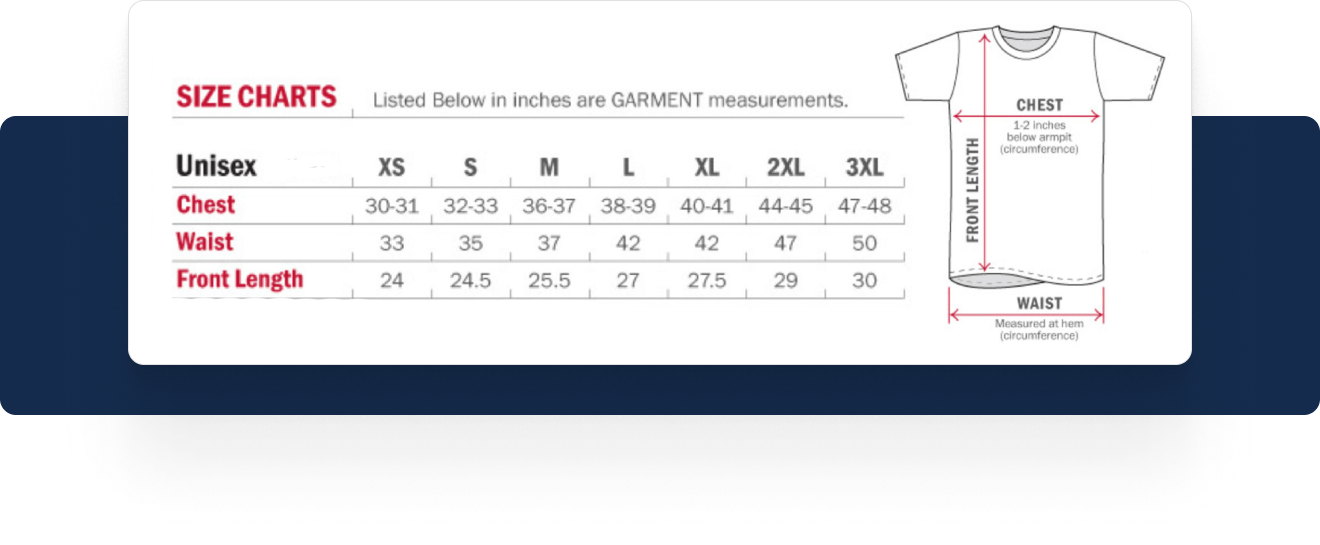 SIZE CHARTS Listed Below in inches are GARMENT measurements.
Unisex XS S M L XL 2XL 3XL
Chest 30-31 32-33 36-37 38-39 40-41 44-45 47-48
Waist 33 35 37 42 42 47 50
Front Length 24 24.5 25.5 27 27.5 29 30
CHEST
1-2 inches
below armpit
(circumference)
FRONT LENGTH
WAIST
Measured at hem
(circumference)